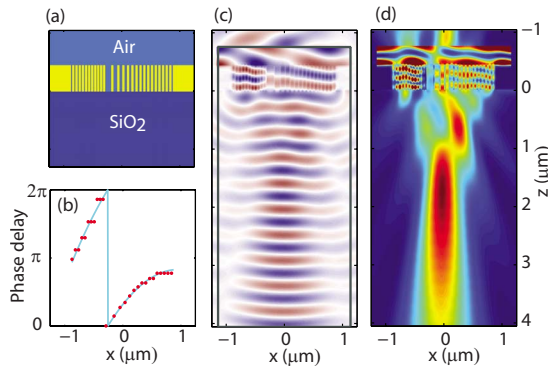 (a)
Air
SiO₂
(b)
Phase delay
2π
π
0
−1
0
1
x (μm)
(c)
−1
0
1
x (μm)
(d)
−1
0
1
2
3
4
z (μm)
−1
0
1
x (μm)